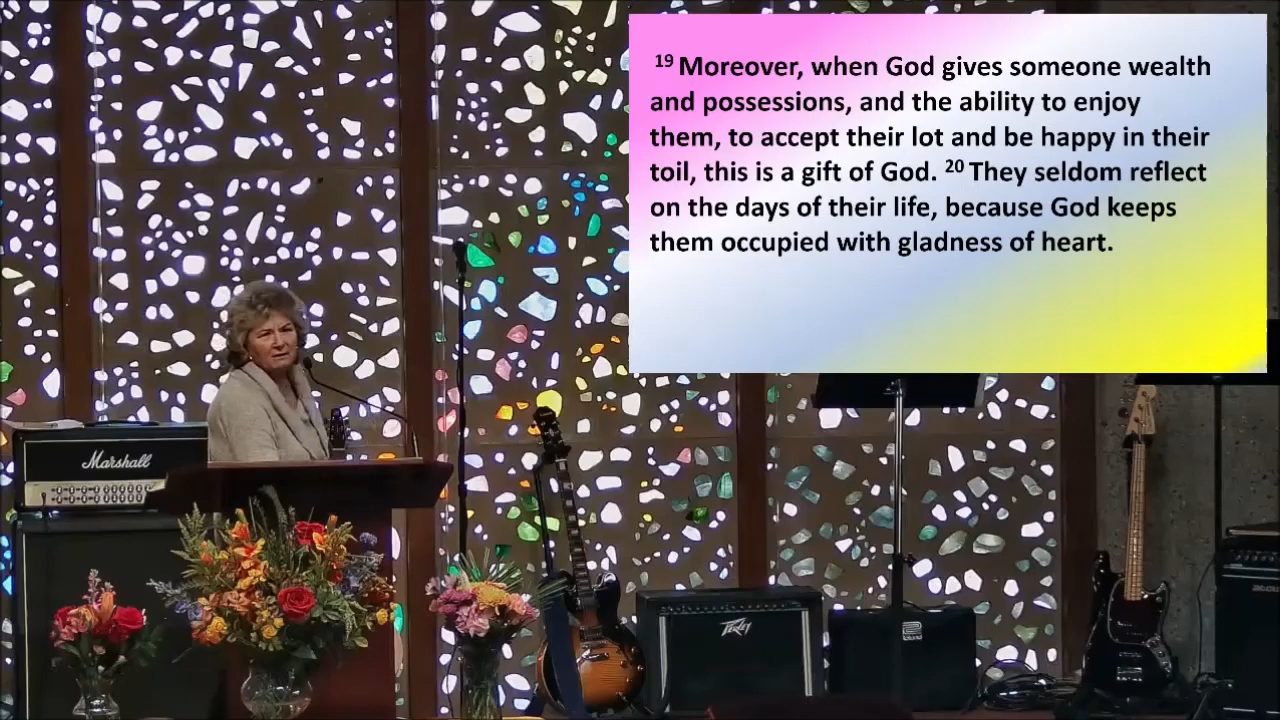 19 Moreover, when God gives someone wealth
and possessions, and the ability to enjoy
them, to accept their lot and be happy in their
toil, this is a gift of God. 20 They seldom reflect
on the days of their life, because God keeps
them occupied with gladness of heart.
Marshall
PEAVEY